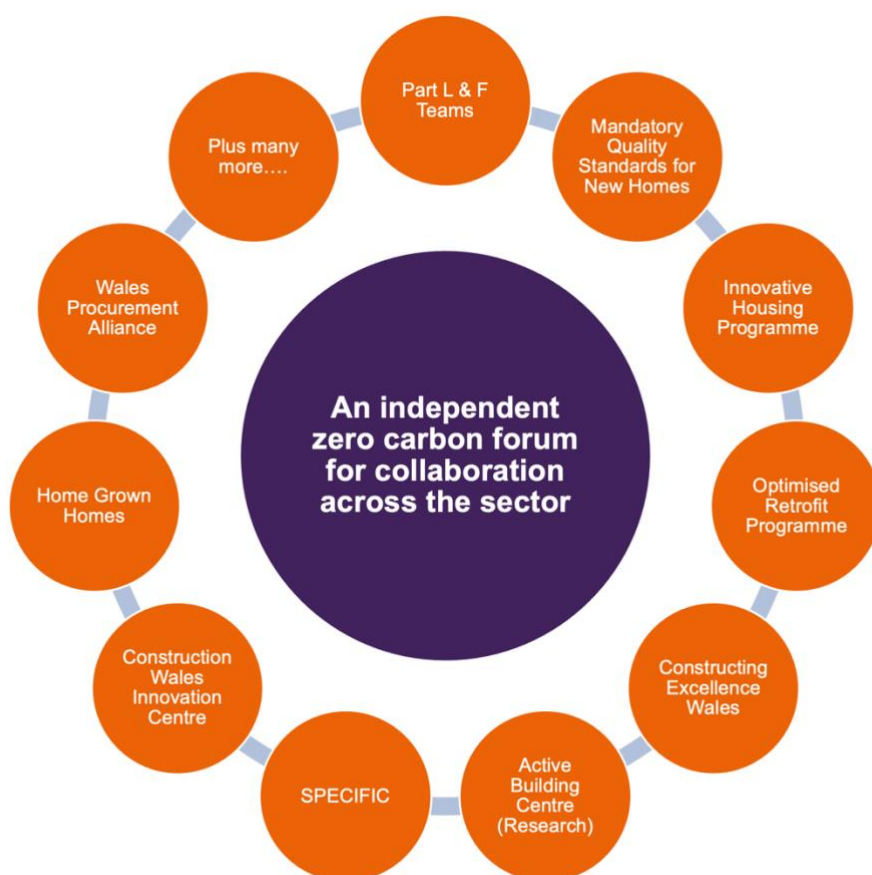 Part L & F
Teams
Mandatory
Quality
Standards for
New Homes
Innovative
Housing
Programme
Optimised
Retrofit
Programme
Constructing
Excellence
Wales
Active
Building
Centre
(Research)
SPECIFIC
Construction
Wales
Innovation
Centre
Home Grown
Homes
Wales
Procurement
Alliance
Plus many
more….
An independent
zero carbon forum
for collaboration
across the sector